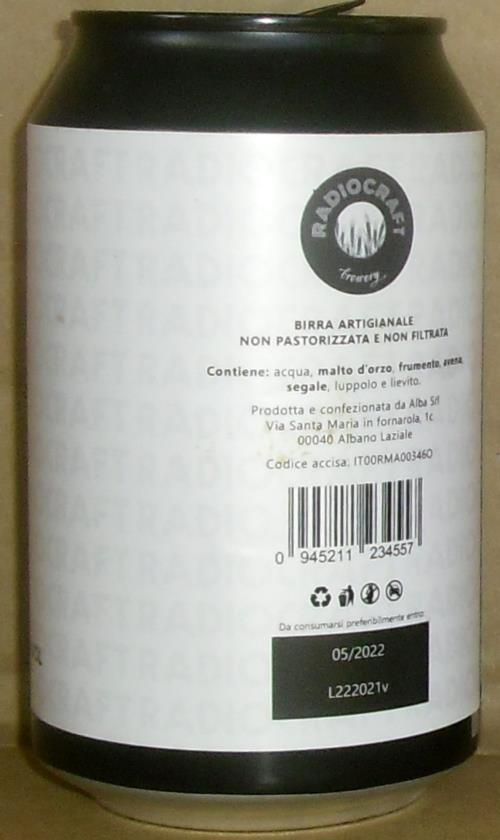 RADIOCRAFT
brewery
BIRRA ARTIGIANALE
NON PASTORIZZATA E NON FILTRATA
Contiene: acqua, malto d'orzo, frumento, avena,
segale, luppolo e lievito.
Prodotta e confezionata da Alba Srl
Via Santa Maria in fornarola, 1c
00040 Albano Laziale
Codice accisa: IT00RMA00346O
0 945211 234557
Da consumarsi preferibilmente entro:
05/2022
L222021v